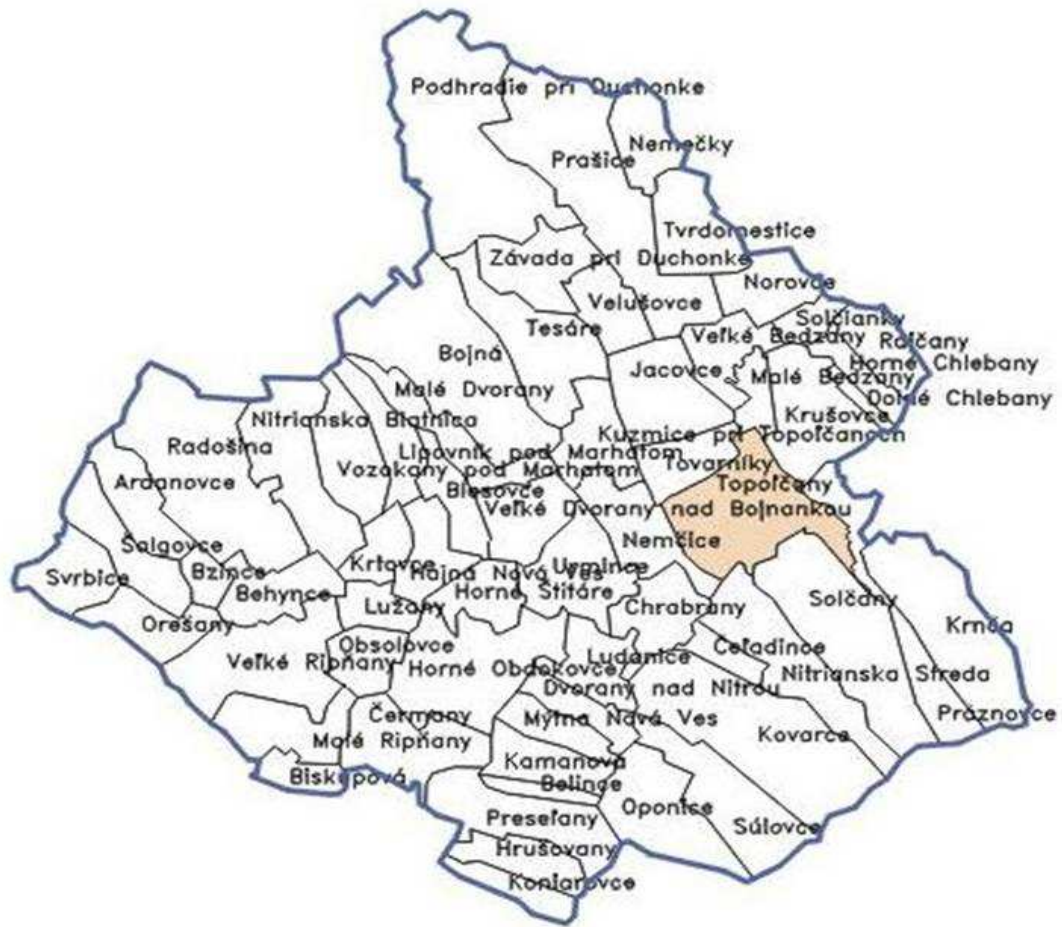 Podhradie pri Duchonke
Nemečky
Prašice
Tvrdomestice
Závada pri Duchonke
Norovce
Velušovce
Solčianky
Tesáre
Veľké Bedzany
Rajčany
Bojná
Horné Chlebany
Jacovce
Malé Bedzany
Malé Dvorany
Dolné Chlebany
Krušovce
Nitrianska Blatnica
Kuzmice pri Topoľčanoch
Radošina
Lipovník pod Marhatom
Tovarníky
Vozokany pod Marhatom
Ardanovce
Topoľčany
Blesovce
Veľké Dvorany nad Bojnankou
Nemčice
Šalgovce
Krtovce
Urmince
Bzince
Hajná Nová Ves
Svrbice
Behynce
Horné Štitáre
Lužany
Chrabrany
Solčany
Orešany
Krnča
Obsolovce
Čeľadince
Ludanice
Veľké Ripňany
Horné Obdokovce
Nitrianska Streda
Dvorany nad Nitrou
Čermany
Mýtna Nová Ves
Práznovce
Kovarce
Malé Ripňany
Kamanová
Biskupová
Belince
Oponice
Preseľany
Súlovce
Hrušovany
Koniarovce